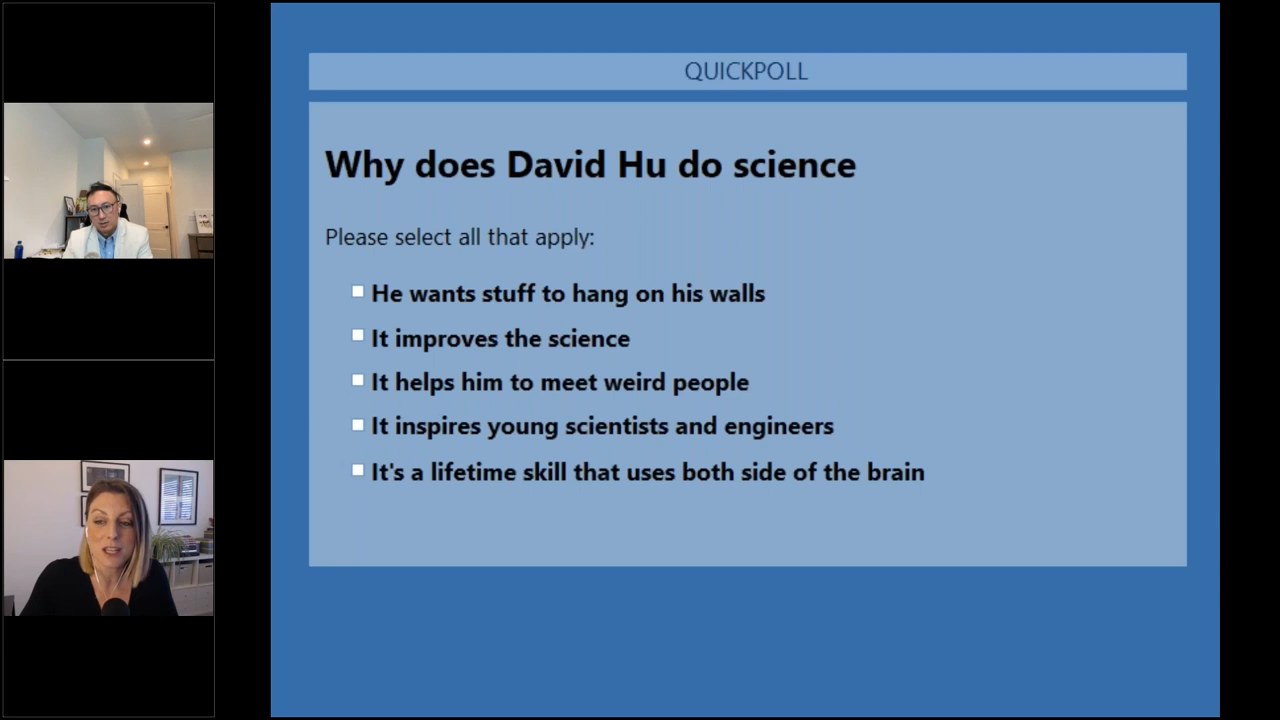 QUICKPOLL
Why does David Hu do science
Please select all that apply:
He wants stuff to hang on his walls
It improves the science
It helps him to meet weird people
It inspires young scientists and engineers
It's a lifetime skill that uses both side of the brain